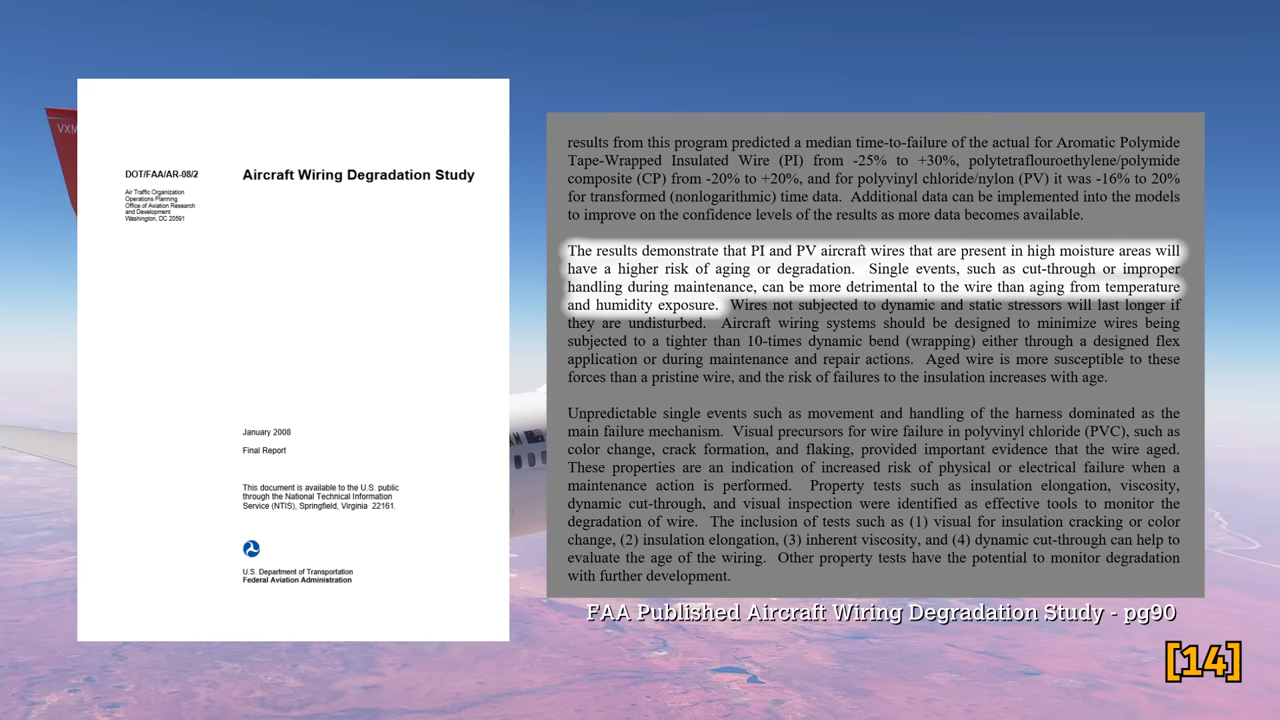 VXM
DOT/FAA/AR-08/2
Air Traffic Organization
Operations Planning
Office of Aviation Research
and Development
Washington, DC 20591
Aircraft Wiring Degradation Study
January 2008
Final Report
This document is available to the U.S. public
through the National Technical Information
Service (NTIS), Springfield, Virginia 22161.
U.S. Department of Transportation
Federal Aviation Administration
results from this program predicted a median time-to-failure of the actual for Aromatic Polymide
Tape-Wrapped Insulated Wire (PI) from -25% to +30%, polytetraflouroethylene/polymide
composite (CP) from -20% to +20%, and for polyvinyl chloride/nylon (PV) it was -16% to 20%
for transformed (nonlogarithmic) time data. Additional data can be implemented into the models
to improve on the confidence levels of the results as more data becomes available.
The results demonstrate that PI and PV aircraft wires that are present in high moisture areas will
have a higher risk of aging or degradation. Single events, such as cut-through or improper
handling during maintenance, can be more detrimental to the wire than aging from temperature
and humidity exposure. Wires not subjected to dynamic and static stressors will last longer if
they are undisturbed. Aircraft wiring systems should be designed to minimize wires being
subjected to a tighter than 10-times dynamic bend (wrapping) either through a designed flex
application or during maintenance and repair actions. Aged wire is more susceptible to these
forces than a pristine wire, and the risk of failures to the insulation increases with age.
Unpredictable single events such as movement and handling of the harness dominated as the
main failure mechanism. Visual precursors for wire failure in polyvinyl chloride (PVC), such as
color change, crack formation, and flaking, provided important evidence that the wire aged.
These properties are an indication of increased risk of physical or electrical failure when a
maintenance action is performed. Property tests such as insulation elongation, viscosity,
dynamic cut-through, and visual inspection were identified as effective tools to monitor the
degradation of wire. The inclusion of tests such as (1) visual for insulation cracking or color
change, (2) insulation elongation, (3) inherent viscosity, and (4) dynamic cut-through can help to
evaluate the age of the wiring. Other property tests have the potential to monitor degradation
with further development.
FAA Published Aircraft Wiring Degradation Study - pg90
[14]